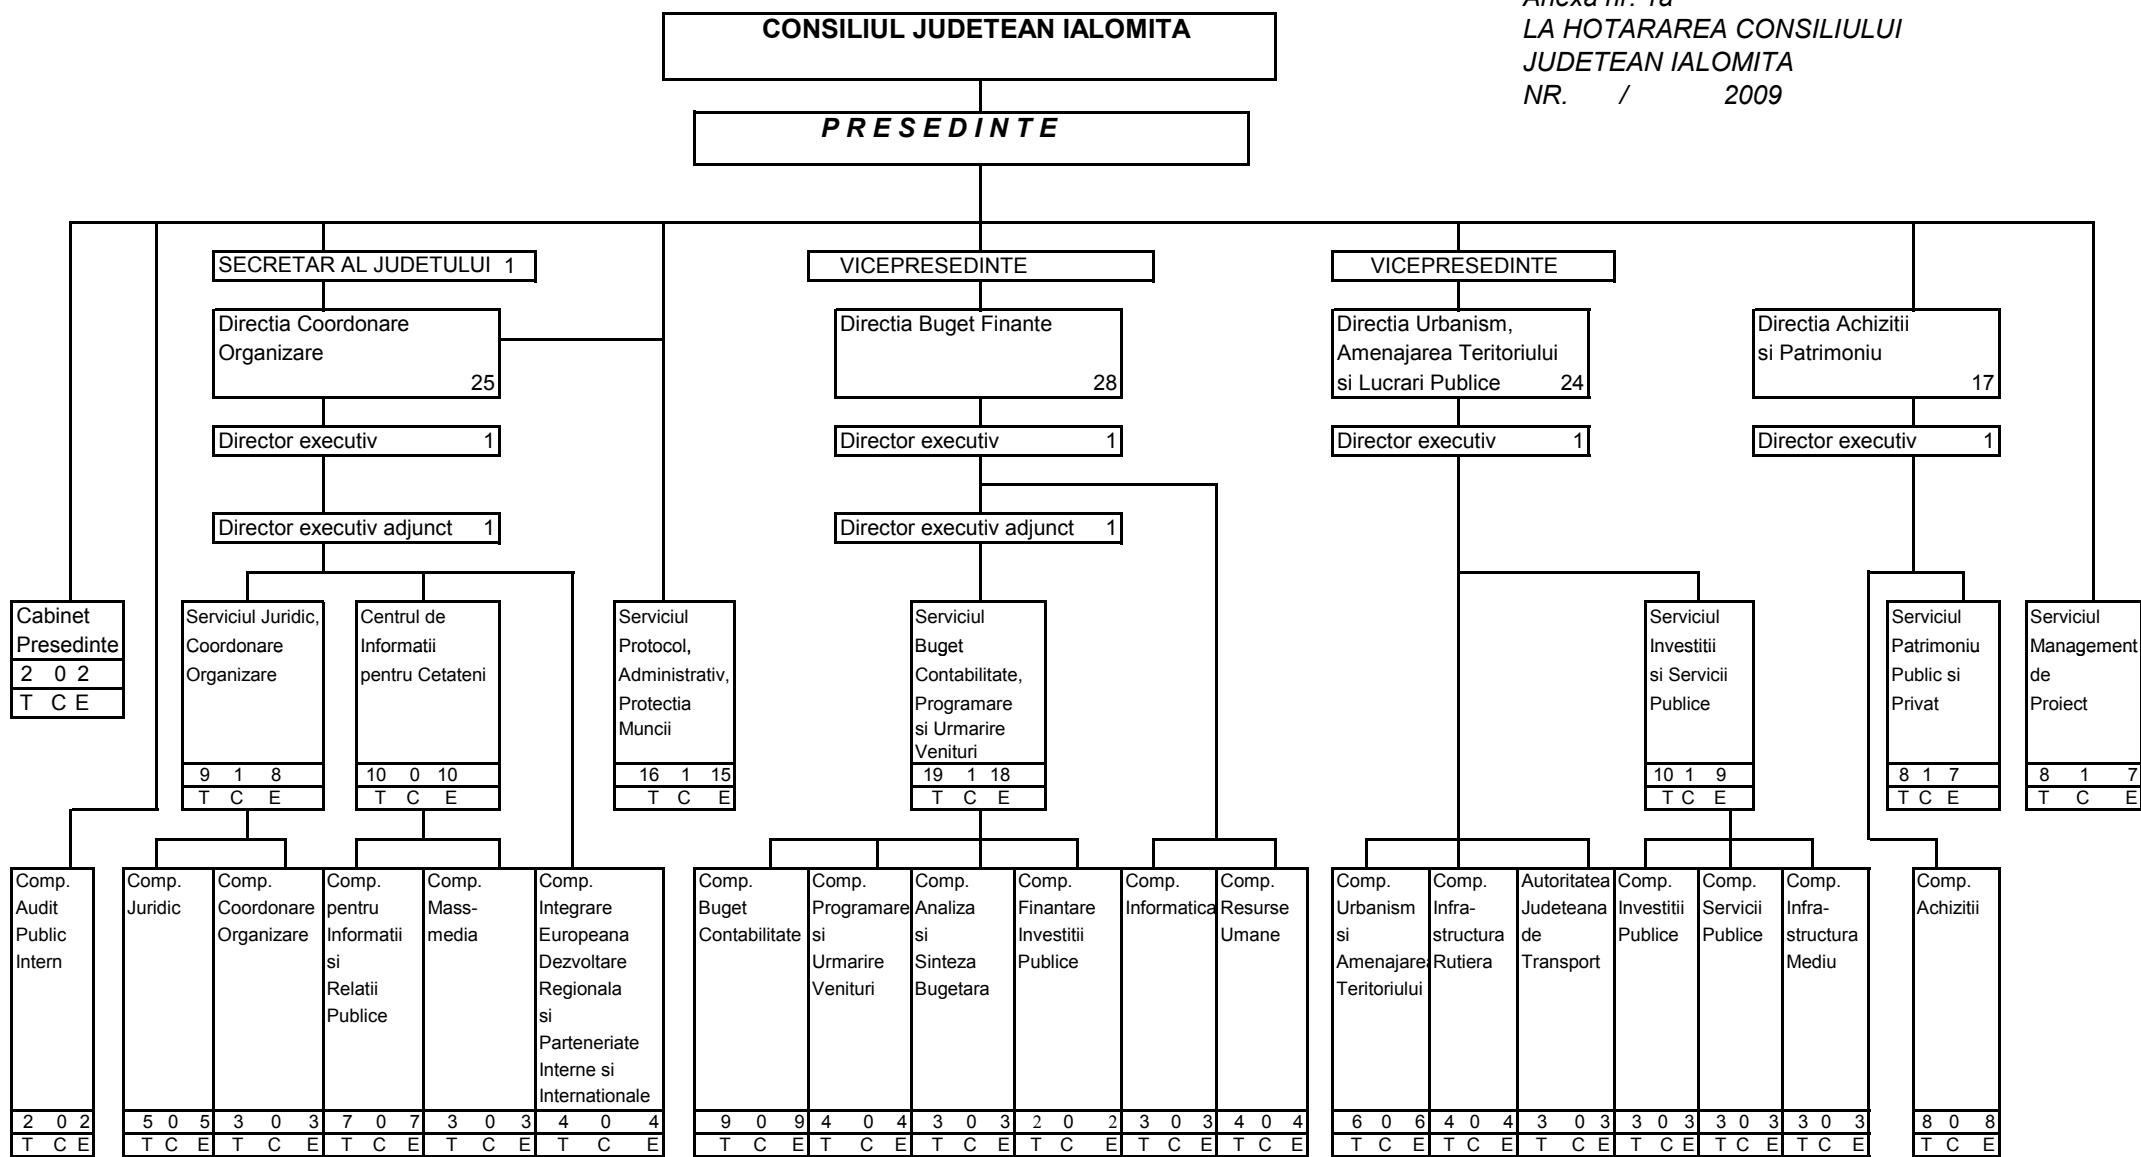 Anexa nr. 1a
LA HOTARAREA CONSILIULUI
JUDETEAN IALOMITA
NR. / 2009
CONSILIUL JUDETEAN IALOMITA
P R E S E D I N T E
SECRETAR AL JUDETULUI 1
VICEPRESEDINTE
VICEPRESEDINTE
Directia Coordonare
Organizare
25
Directia Buget Finante
28
Directia Urbanism,
Amenajarea Teritoriului
si Lucrari Publice 24
Directia Achizitii
si Patrimoniu
17
Director executiv 1
Director executiv 1
Director executiv 1
Director executiv 1
Director executiv adjunct 1
Director executiv adjunct 1
Cabinet
Presedinte
2 0 2
T C E
Serviciul Juridic,
Coordonare
Organizare
9 1 8
T C E
Centrul de
Informatii
pentru Cetateni
10 0 10
T C E
Serviciul
Protocol,
Administrativ,
Protectia
Muncii
16 1 15
T C E
Serviciul
Buget
Contabilitate,
Programare
si Urmarire
Venituri
19 1 18
T C E
Serviciul
Investitii
si Servicii
Publice
10 1 9
T C E
Serviciul
Patrimoniu
Public si
Privat
8 1 7
T C E
Serviciul
Management
de
Proiect
8 1 7
T C E
Comp.
Audit
Public
Intern
2 0 2
T C E
Comp.
Juridic
5 0 5
T C E
Comp.
Coordonare
Organizare
3 0 3
T C E
Comp.
pentru
Informatii
si
Relatii
Publice
7 0 7
T C E
Comp.
Mass-
media
3 0 3
T C E
Comp.
Integrare
Europeana
Dezvoltare
Regionala
si
Parteneriate
Interne si
Internationale
4 0 4
T C E
Comp.
Buget
Contabilitate
9 0 9
T C E
Comp.
Programare
si
Urmarire
Venituri
4 0 4
T C E
Comp.
Analiza
si
Sinteza
Bugetara
3 0 3
T C E
Comp.
Finantare
Investitii
Publice
2 0 2
T C E
Comp.
Informatica
3 0 3
T C E
Comp.
Resurse
Umane
4 0 4
T C E
Comp.
Urbanism
si
Amenajarea
Teritoriului
6 0 6
T C E
Comp.
Infra-
structura
Rutiera
4 0 4
T C E
Autoritatea
Judeteana
de
Transport
3 0 3
T C E
Comp.
Investitii
Publice
3 0 3
T C E
Comp.
Servicii
Publice
3 0 3
T C E
Comp.
Infra-
structura
Mediu
3 0 3
T C E
Comp.
Achizitii
8 0 8
T C E